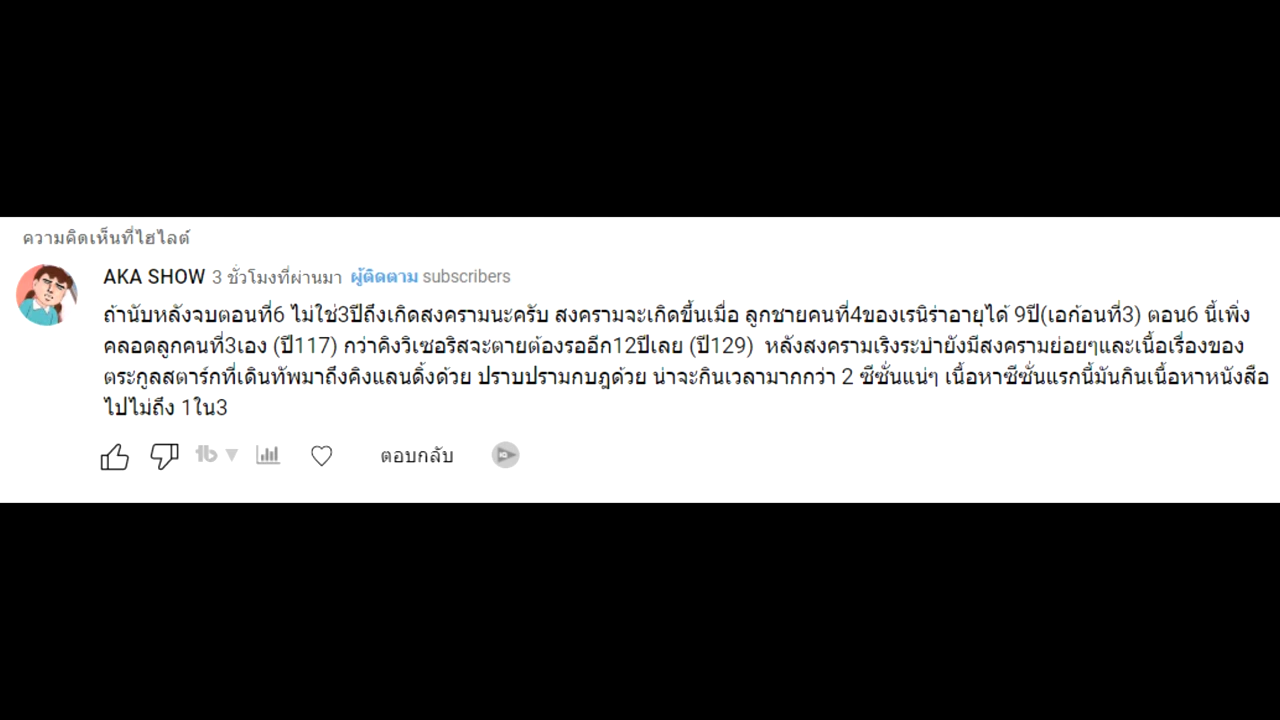 ความคิดเห็นที่ไฮไลต์
AKA SHOW 3 ชั่วโมงที่ผ่านมา ผู้ติดตาม subscribers
ถ้านับหลังจบตอนที่6 ไม่ใช่3ปีถึงเกิดสงครามนะครับ สงครามจะเกิดขึ้นเมื่อ ลูกชายคนที่4ของเรนิร่าอายุได้ 9ปี(เอก้อนที่3) ตอน6 นี้เพิ่ง
คลอดลูกคนที่3เอง (ปี117) กว่าคิงวิเซอริสจะตายต้องรออีก12ปีเลย (ปี129) หลังสงครามเริงระบำยังมีสงครามย่อยๆและเนื้อเรื่องของ
ตระกูลสตาร์กที่เดินทัพมาถึงคิงแลนดิ้งด้วย ปราบปรามกบฎด้วย น่าจะกินเวลามากกว่า 2 ซีซั่นแน่ๆ เนื้อหาซีซั่นแรกนี้มันกินเนื้อหาหนังสือ
ไปไม่ถึง 1ใน3
ตอบกลับ